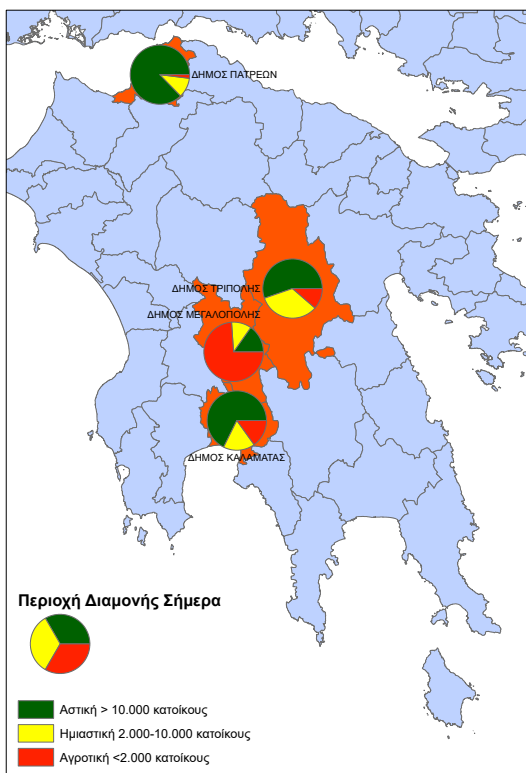 ΔΗΜΟΣ ΠΑΤΡΕΩΝ
ΔΗΜΟΣ ΤΡΙΠΟΛΗΣ
ΔΗΜΟΣ ΜΕΓΑΛΟΠΟΛΗΣ
ΔΗΜΟΣ ΚΑΛΑΜΑΤΑΣ
Περιοχή Διαμονής Σήμερα
Αστική > 10.000 κατοίκους
Ημιαστική 2.000-10.000 κατοίκους
Αγροτική <2.000 κατοίκους